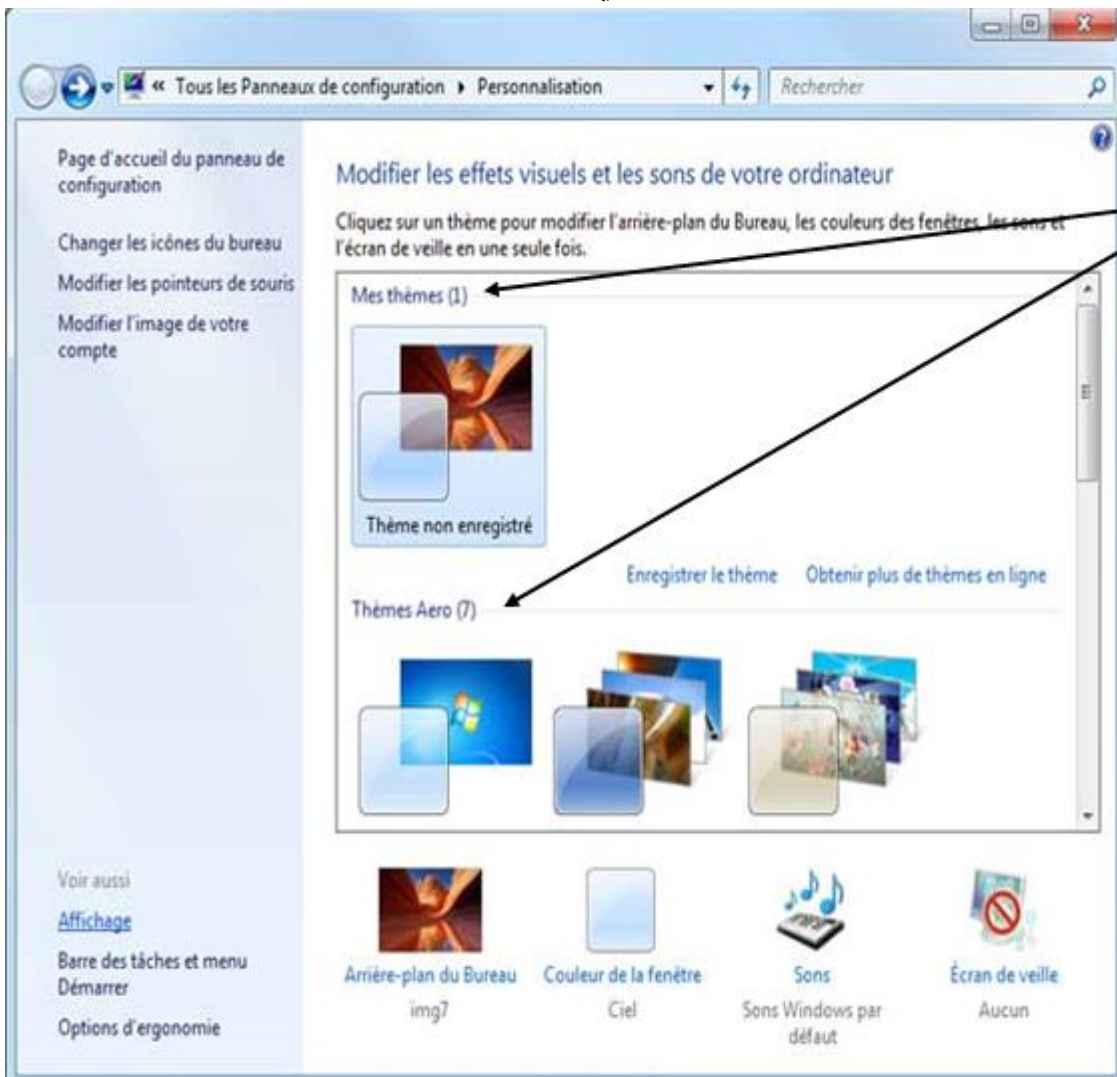 « Tous les Panneaux de configuration ▸ Personnalisation
Rechercher
Page d'accueil du panneau de
configuration
Changer les icônes du bureau
Modifier les pointeurs de souris
Modifier l'image de votre
compte
Modifier les effets visuels et les sons de votre ordinateur
Cliquez sur un thème pour modifier l'arrière-plan du Bureau, les couleurs des fenêtres, les sons et
l'écran de veille en une seule fois.
Mes thèmes (1)
Thème non enregistré
Enregistrer le thème Obtenir plus de thèmes en ligne
Thèmes Aero (7)
Voir aussi
Affichage
Barre des tâches et menu
Démarrer
Options d'ergonomie
Arrière-plan du Bureau
img7
Couleur de la fenêtre
Ciel
Sons
Sons Windows par
défaut
Écran de veille
Aucun